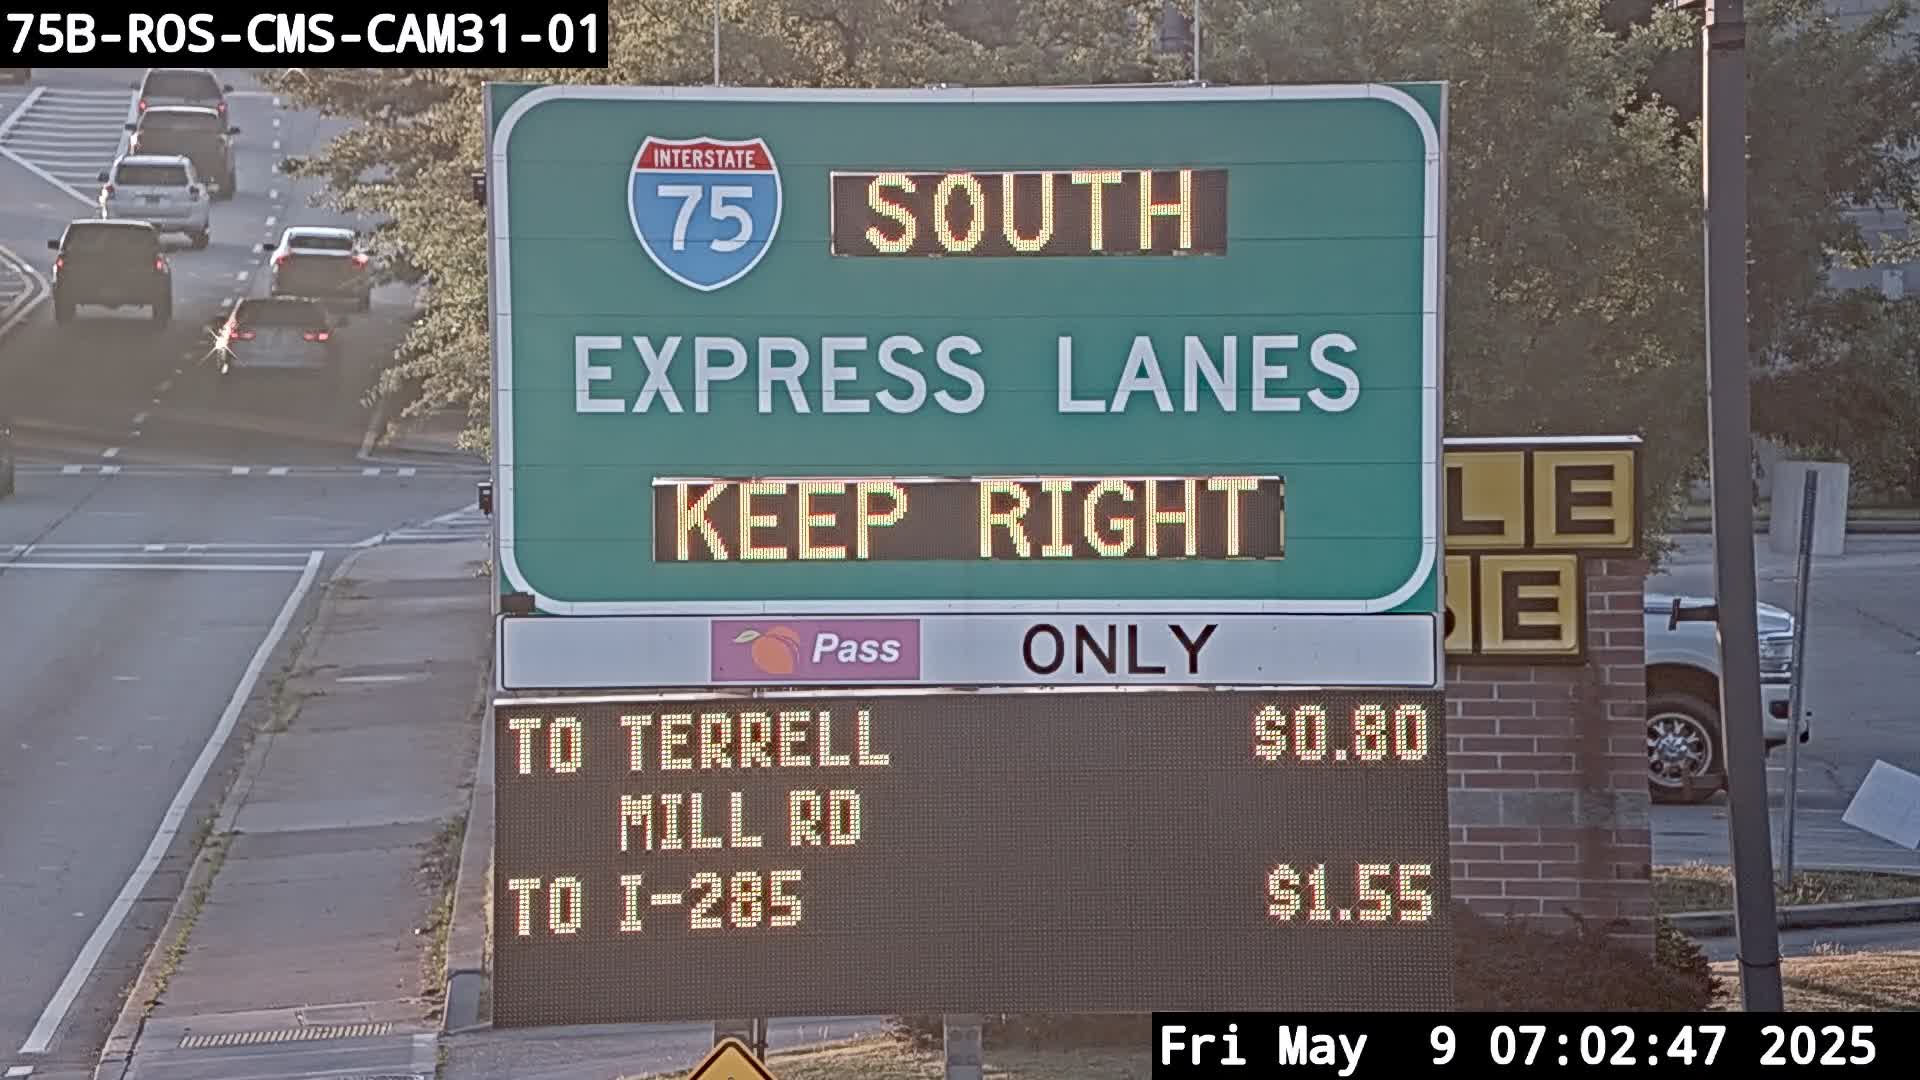 75B-ROS-CMS-CAM31-01
INTERSTATE
75
SOUTH
EXPRESS LANES
KEEP RIGHT
LE
E
Pass ONLY
TO TERRELL $0.80
MILL RD
TO I-285 $1.55
Fri May 9 07:02:47 2025